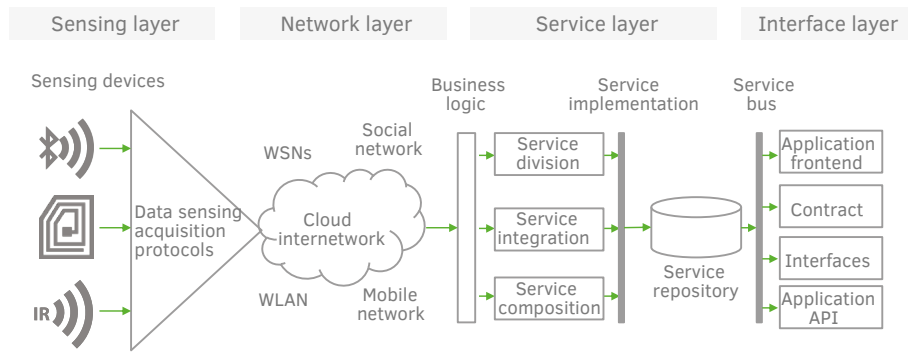 Sensing layer
Network layer
Service layer
Interface layer
Sensing devices
IR
Data sensing
acquisition
protocols
WSNs
Social
network
Cloud
internetwork
WLAN
Mobile
network
Business
logic
Service
division
Service
integration
Service
composition
Service
implementation
Service
repository
Service
bus
Application
frontend
Contract
Interfaces
Application
API